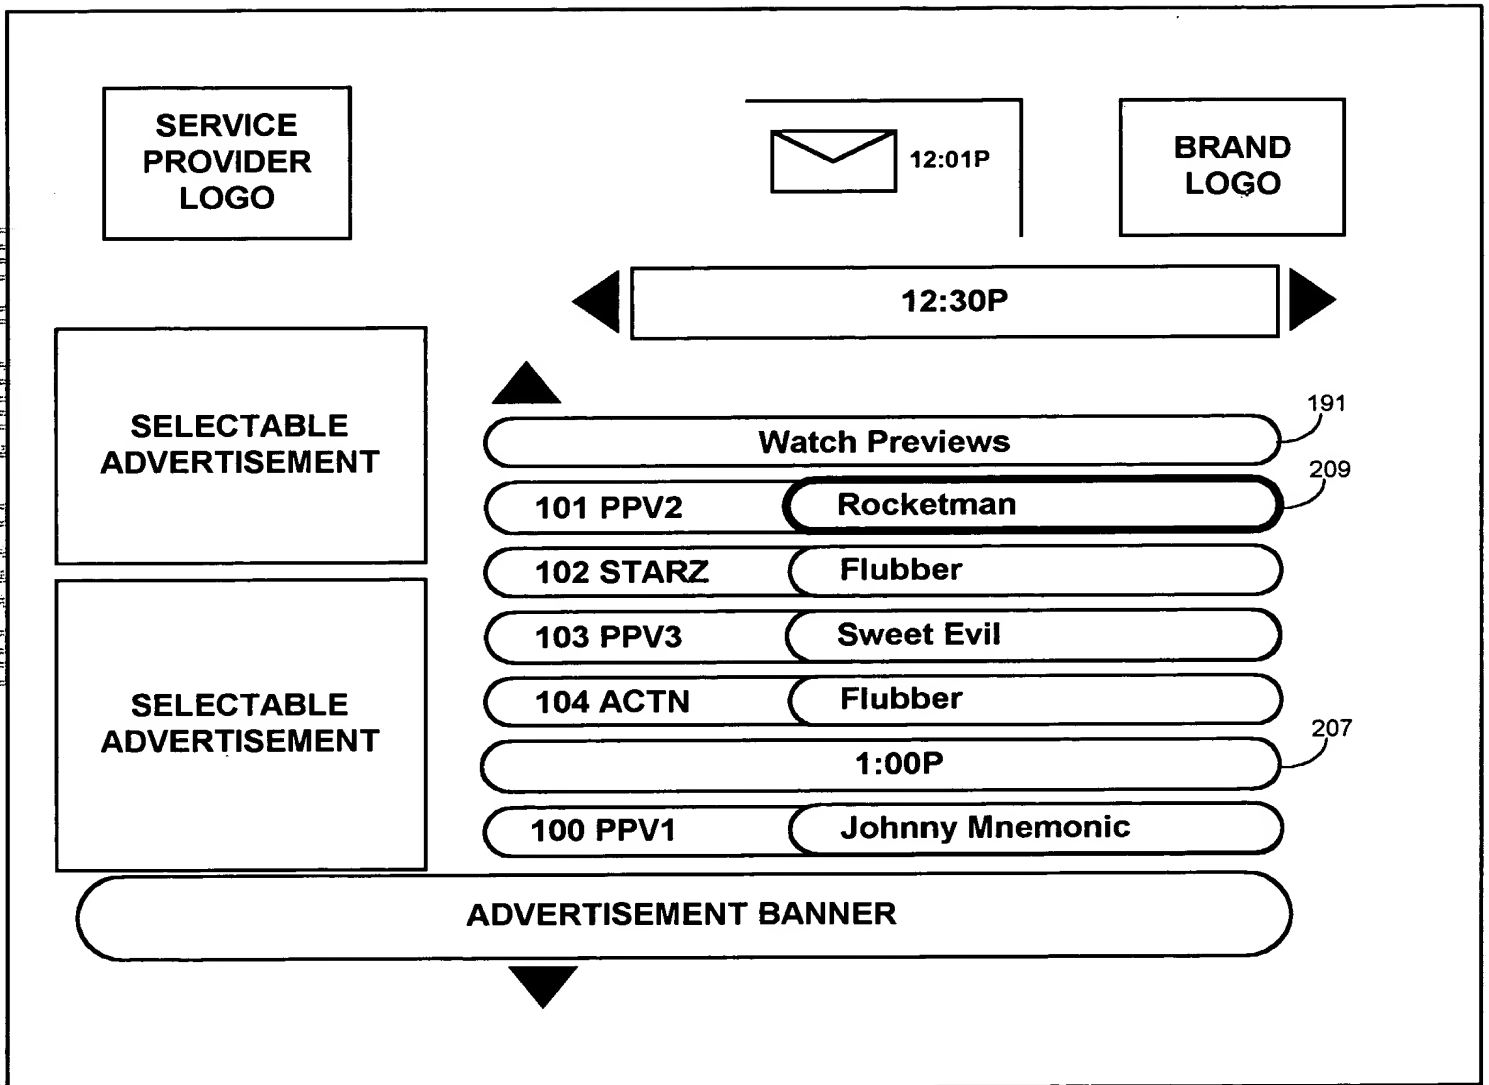 SERVICE
PROVIDER
LOGO
12:01P
BRAND
LOGO
12:30P
SELECTABLE
ADVERTISEMENT
191
Watch Previews
209
101 PPV2 Rocketman
102 STARZ Flubber
103 PPV3 Sweet Evil
104 ACTN Flubber
SELECTABLE
ADVERTISEMENT
207
1:00P
100 PPV1 Johnny Mnemonic
ADVERTISEMENT BANNER